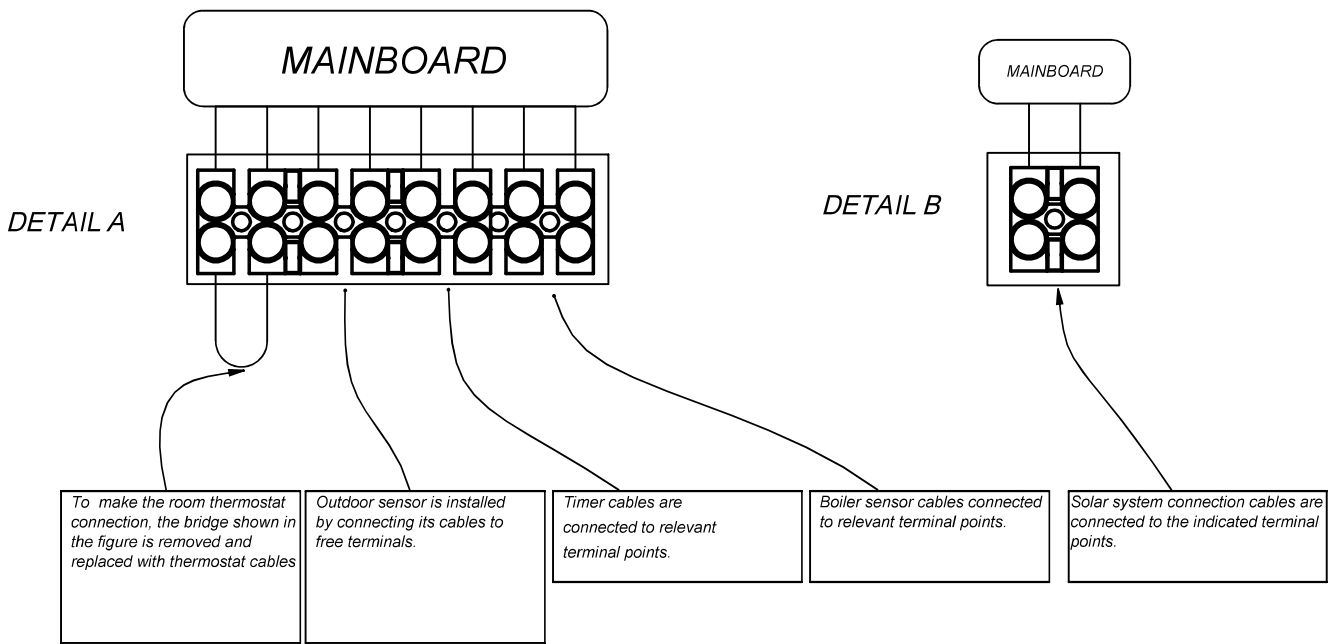 MAINBOARD
MAINBOARD
DETAIL A
DETAIL B
To make the room thermostat
connection, the bridge shown in
the figure is removed and
replaced with thermostat cables
Outdoor sensor is installed
by connecting its cables to
free terminals.
Timer cables are
connected to relevant
terminal points.
Boiler sensor cables connected
to relevant terminal points.
Solar system connection cables are
connected to the indicated terminal
points.